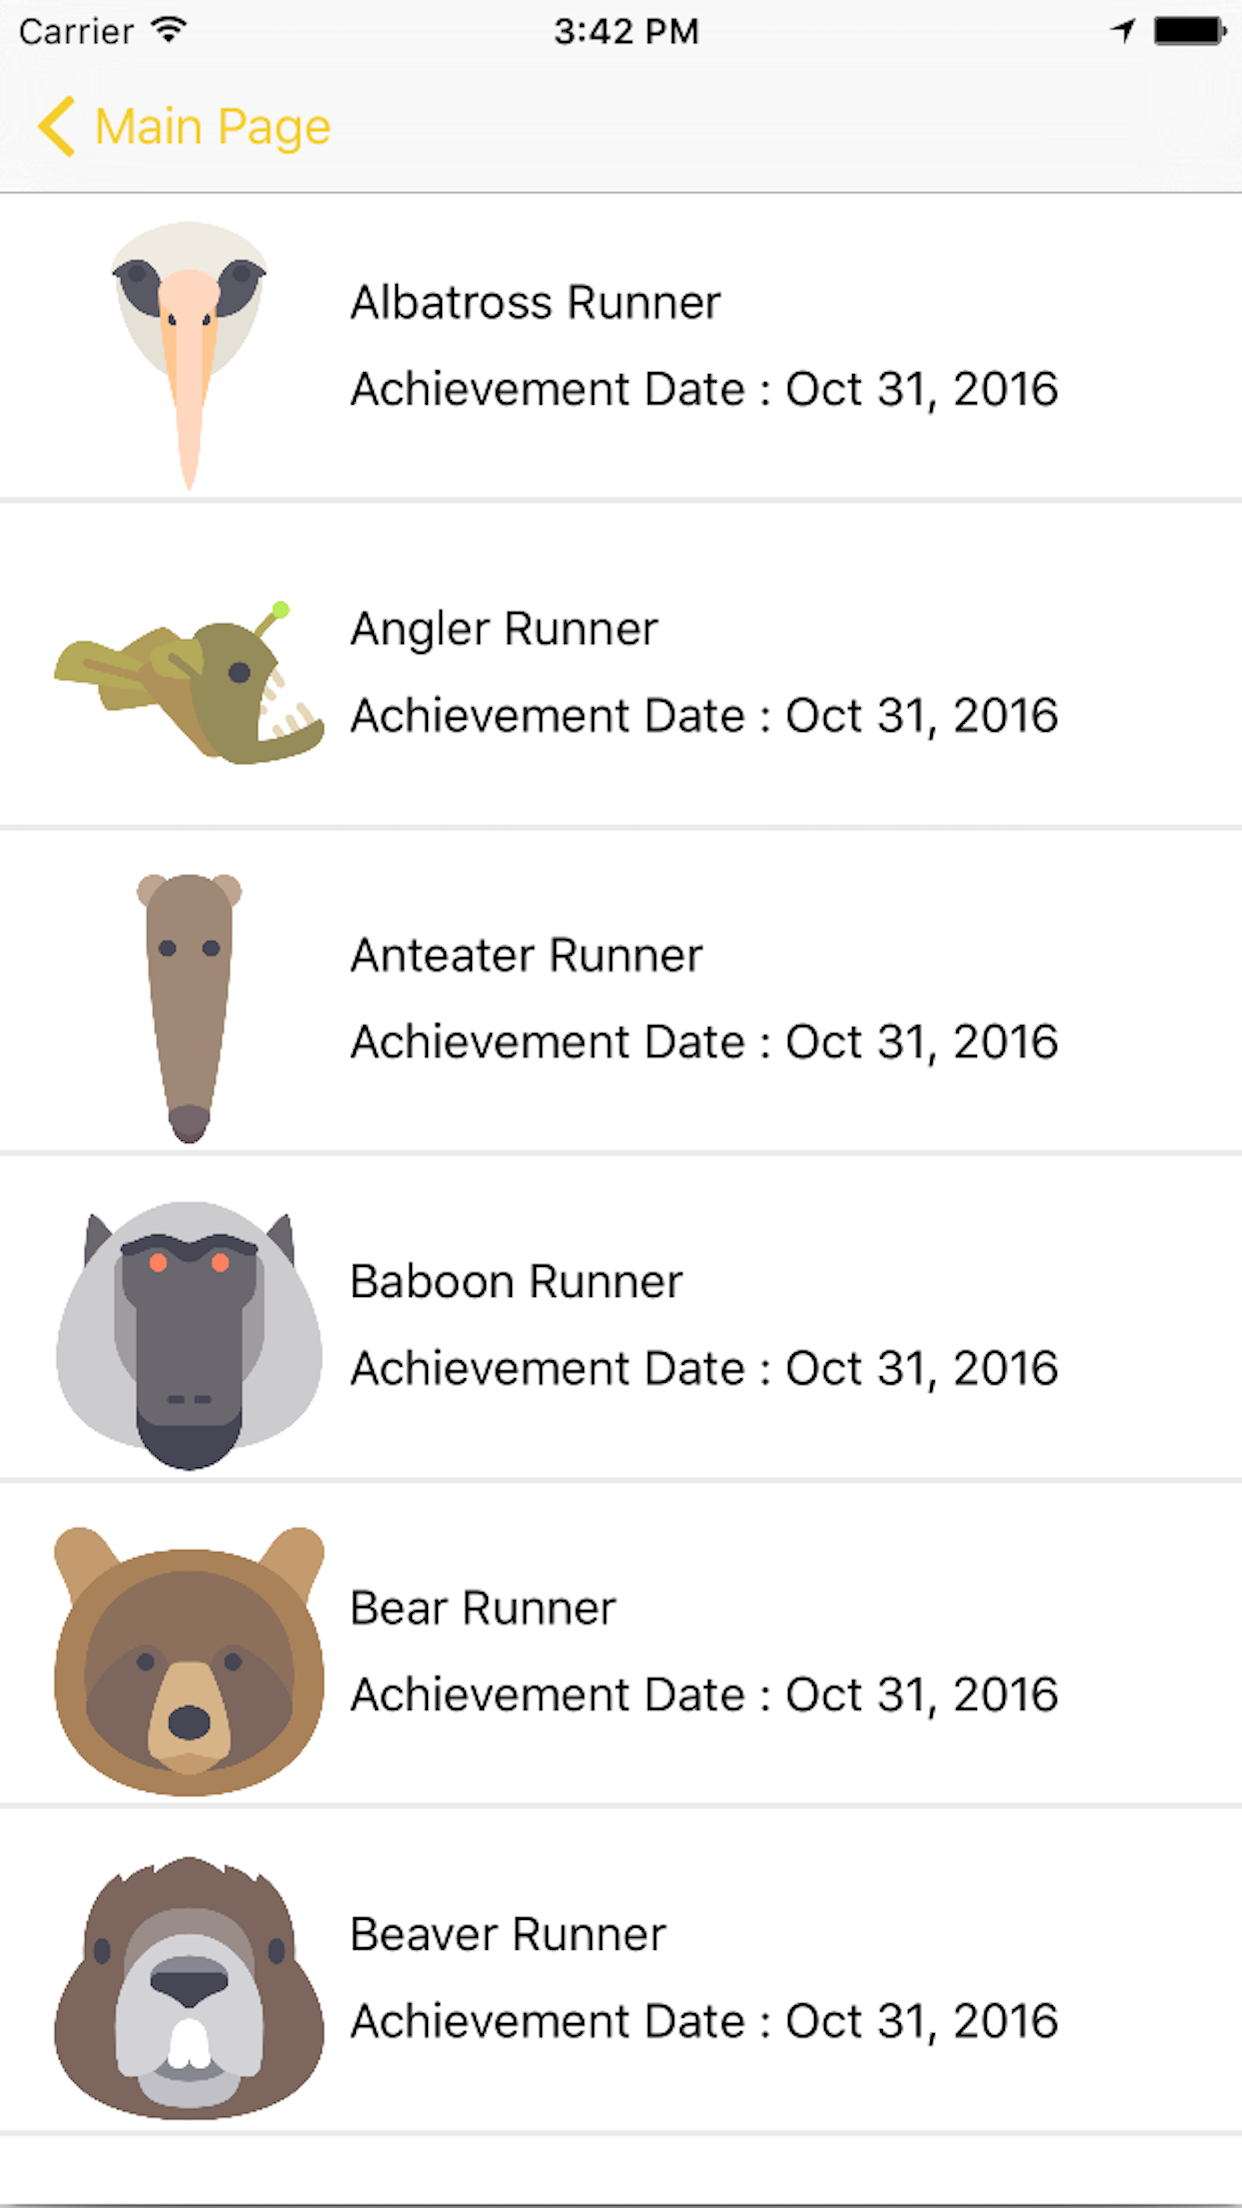 Carrier 3:42 PM
Main Page
Albatross Runner
Achievement Date : Oct 31, 2016
Angler Runner
Achievement Date : Oct 31, 2016
Anteater Runner
Achievement Date : Oct 31, 2016
Baboon Runner
Achievement Date : Oct 31, 2016
Bear Runner
Achievement Date : Oct 31, 2016
Beaver Runner
Achievement Date : Oct 31, 2016